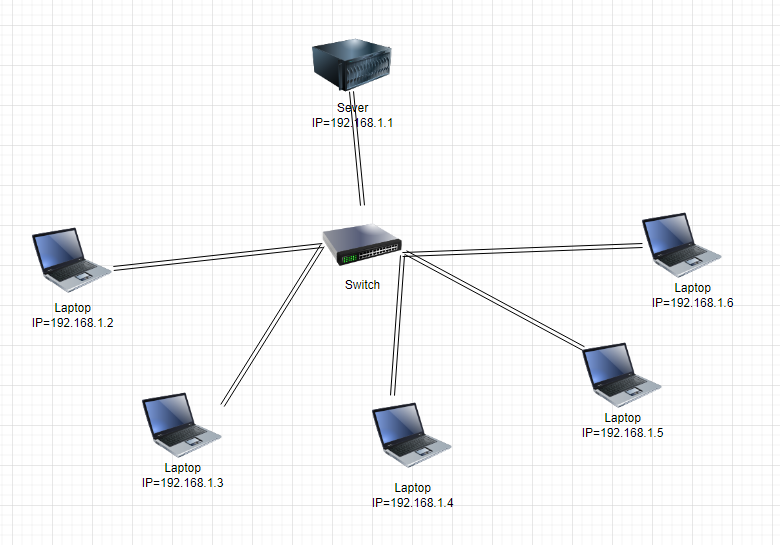 Sever
IP=192.168.1.1
Switch
Laptop
IP=192.168.1.2
Laptop
IP=192.168.1.6
Laptop
IP=192.168.1.5
Laptop
IP=192.168.1.3
Laptop
IP=192.168.1.4